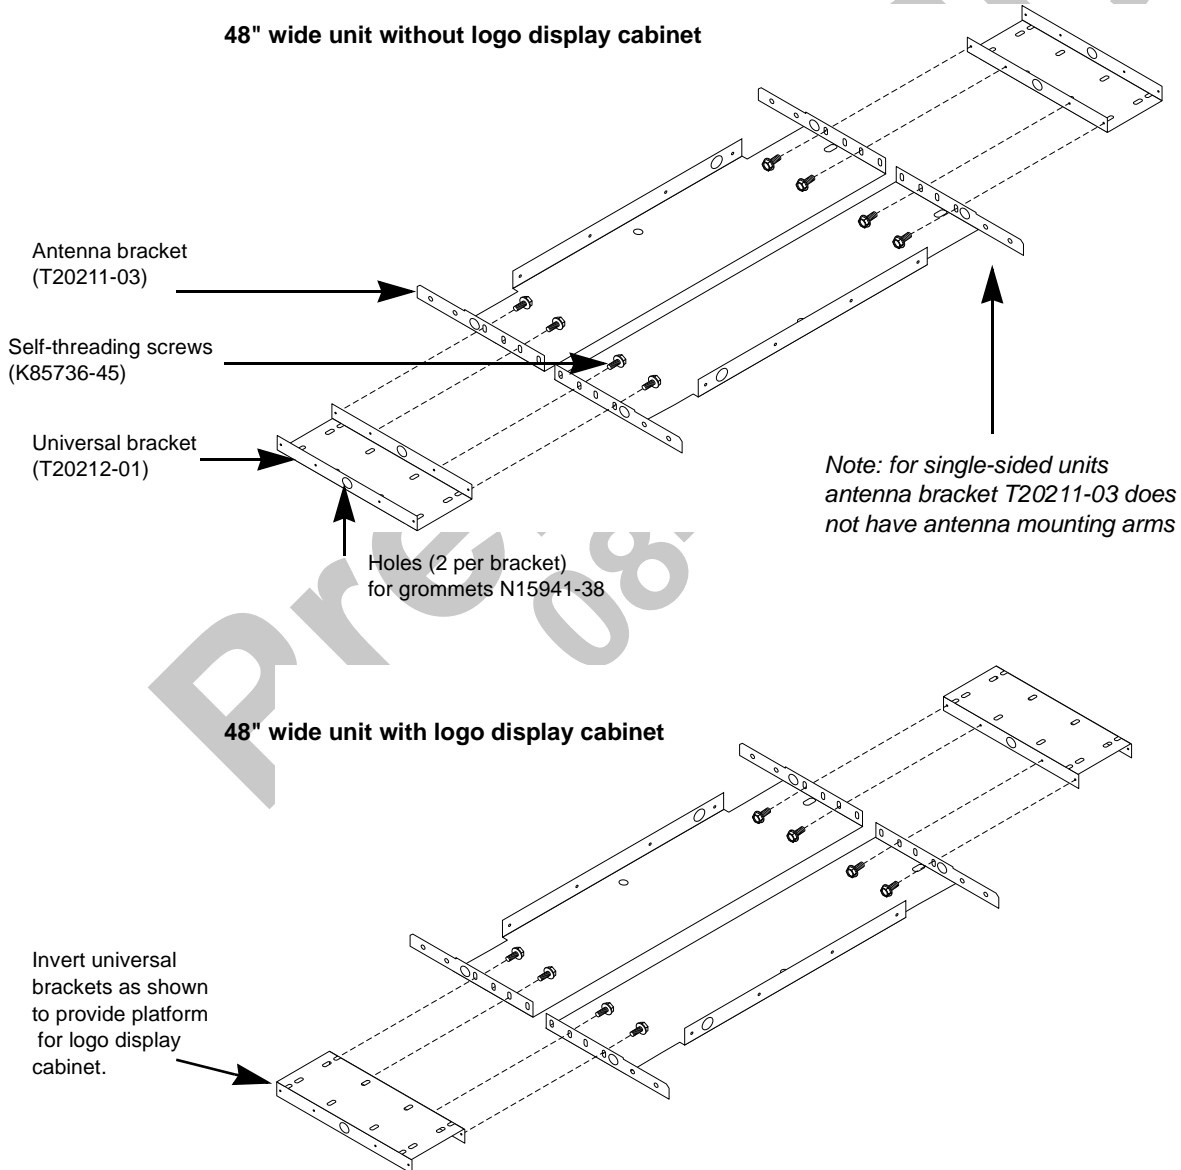 48" wide unit without logo display cabinet
Antenna bracket
(T20211-03)
Self-threading screws
(K85736-45)
Universal bracket
(T20212-01)
Note: for single-sided units
antenna bracket T20211-03 does
not have antenna mounting arms
Holes (2 per bracket)
for grommets N15941-38
Pre
08
48" wide unit with logo display cabinet
Invert universal
brackets as shown
to provide platform
for logo display
cabinet.